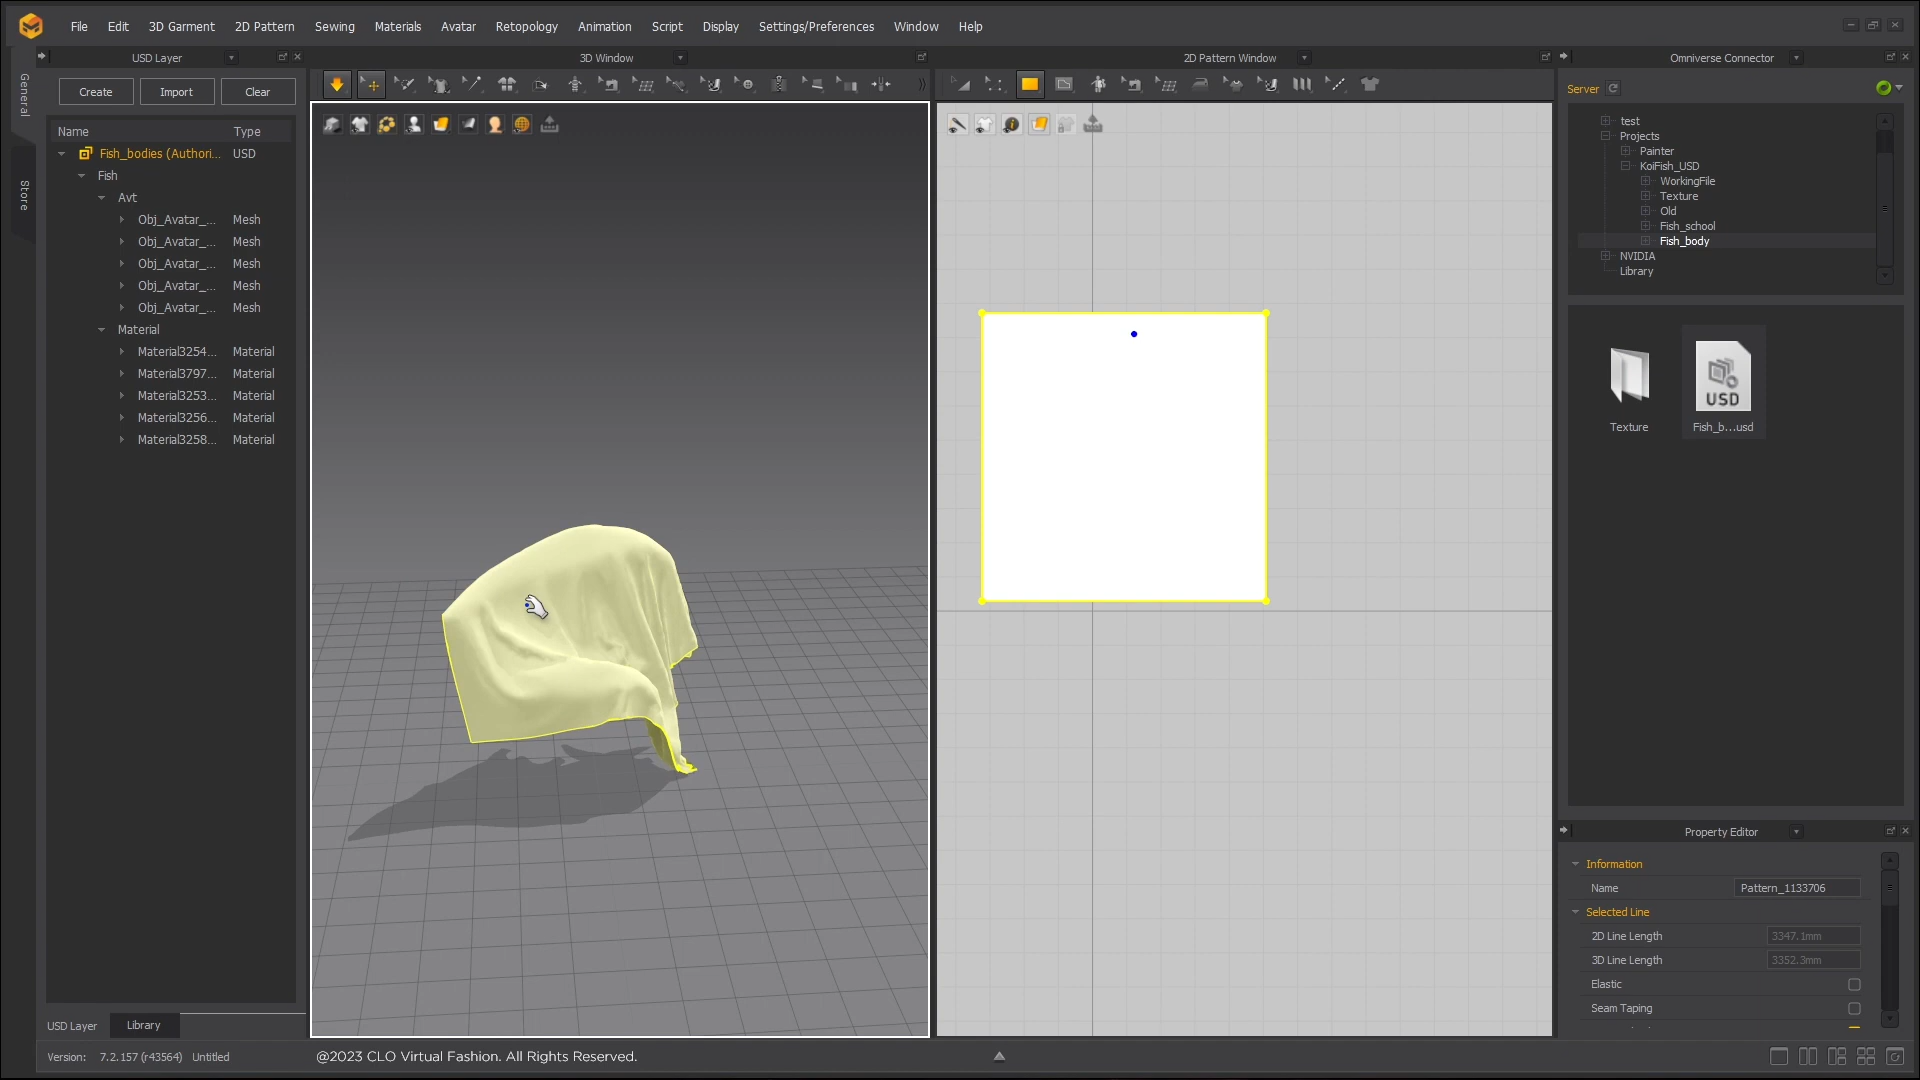 File Edit 3D Garment 2D Pattern Sewing Materials Avatar Retopology Animation Script Display Settings/Preferences Window Help
USD Layer
3D Window
2D Pattern Window
Omniverse Connector
General
Store
Create Import Clear
Name Type
Fish_bodies (Authori... USD
Fish
Avt
Obj_Avatar_... Mesh
Obj_Avatar_... Mesh
Obj_Avatar_... Mesh
Obj_Avatar_... Mesh
Obj_Avatar_... Mesh
Material
Material3254... Material
Material3797... Material
Material3253... Material
Material3256... Material
Material3258... Material
USD Layer Library
Server
test
Projects
Painter
KoiFish_USD
WorkingFile
Texture
Old
Fish_school
Fish_body
NVIDIA
Library
USD
Texture Fish_b...usd
Property Editor
Information
Name Pattern_1133706
Selected Line
2D Line Length 3347.1mm
3D Line Length 3352.3mm
Elastic
Seam Taping
Version: 7.2.157 (r43564) Untitled
@2023 CLO Virtual Fashion. All Rights Reserved.